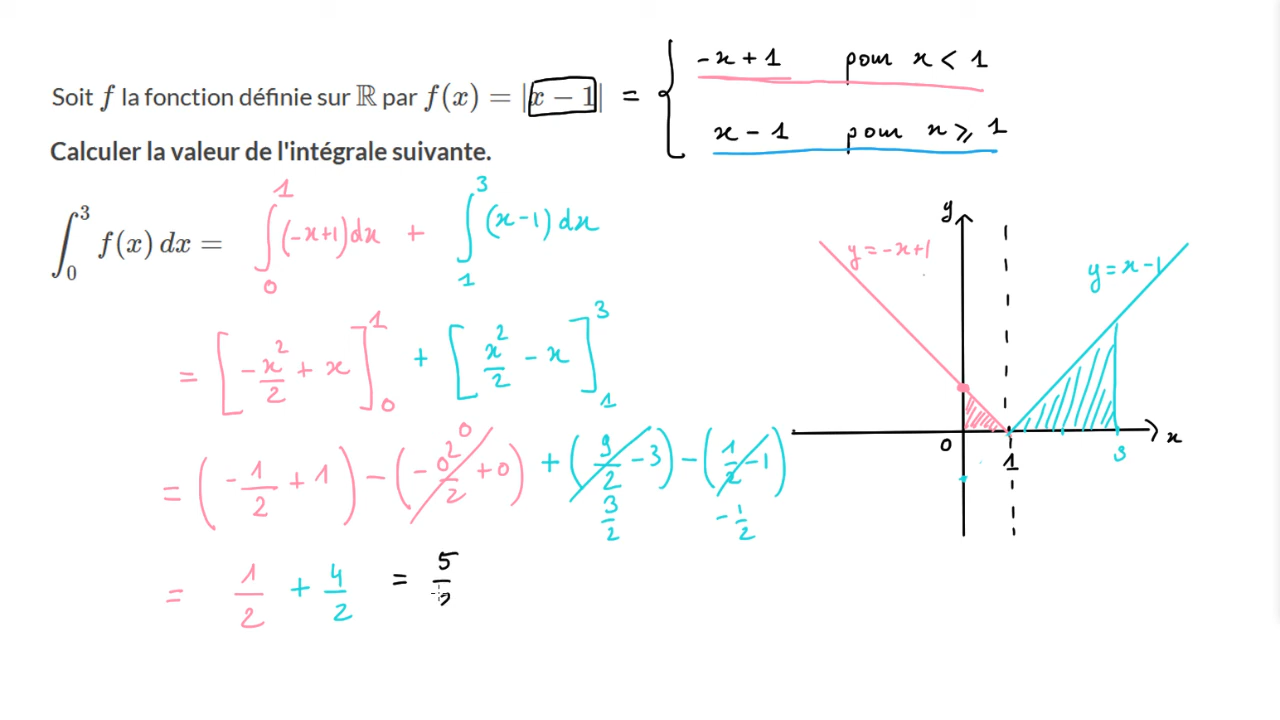 Soit f la fonction définie sur ℝ par f(x) = |x − 1| = { -x + 1 pour x < 1
x - 1 pour x ⩾ 1
Calculer la valeur de l'intégrale suivante.
∫₀³ f(x) dx = ∫₀¹ (-x+1)dx + ∫₁³ (x-1)dx
= [-x²/2 + x]₀¹ + [x²/2 - x]₁³
= (-1/2 + 1) - (-0²/2 + 0) 0 + (9/2 - 3) 3/2 - (1/2 - 1) -1/2
= 1/2 + 4/2 = 5/2
y
y = -x+1
y = x-1
0
1
3
x